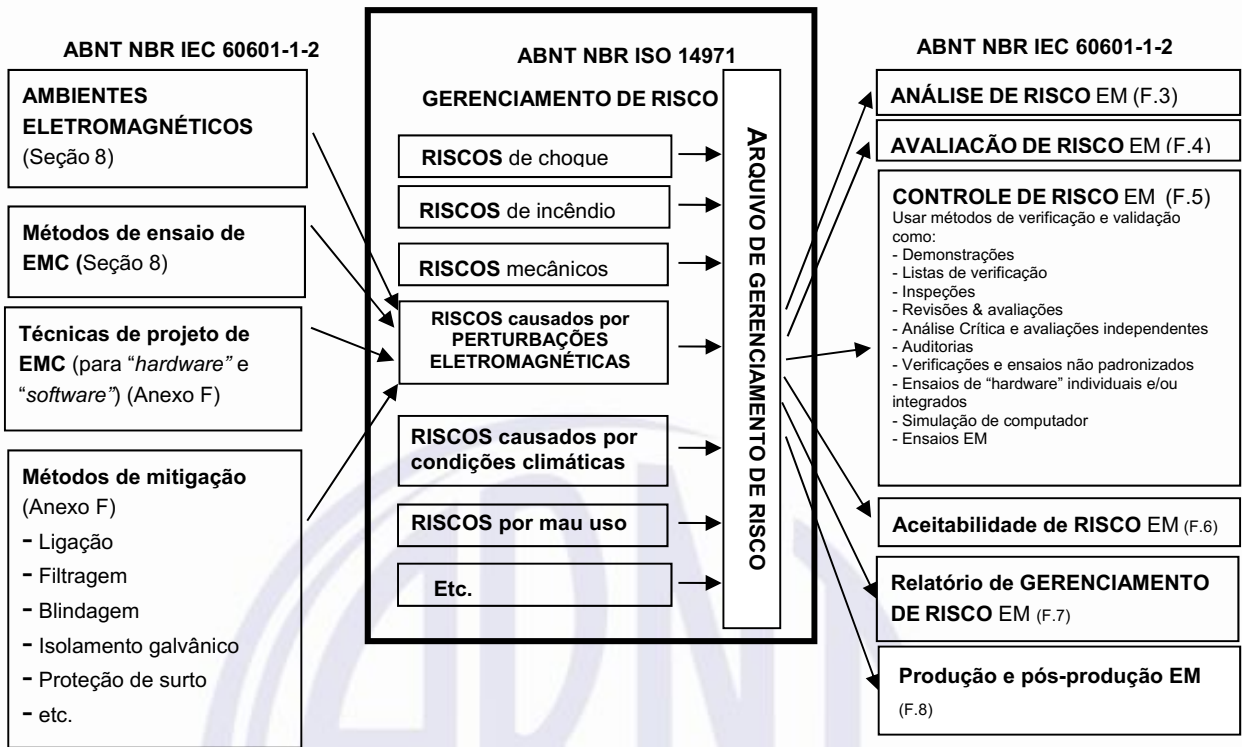 ABNT NBR IEC 60601-1-2
AMBIENTES
ELETROMAGNÉTICOS
(Seção 8)
Métodos de ensaio de
EMC (Seção 8)
Técnicas de projeto de
EMC (para “hardware” e
“software”) (Anexo F)
Métodos de mitigação
(Anexo F)
- Ligação
- Filtragem
- Blindagem
- Isolamento galvânico
- Proteção de surto
- etc.
ABNT NBR ISO 14971
GERENCIAMENTO DE RISCO
RISCOS de choque
RISCOS de incêndio
RISCOS mecânicos
RISCOS causados por
PERTURBAÇÕES
ELETROMAGNÉTICAS
RISCOS causados por
condições climáticas
RISCOS por mau uso
Etc.
ARQUIVO DE GERENCIAMENTO DE RISCO
ABNT NBR IEC 60601-1-2
ANÁLISE DE RISCO EM (F.3)
AVALIAÇÃO DE RISCO EM (F.4)
CONTROLE DE RISCO EM (F.5)
Usar métodos de verificação e validação
como:
- Demonstrações
- Listas de verificação
- Inspeções
- Revisões & avaliações
- Análise Crítica e avaliações independentes
- Auditorias
- Verificações e ensaios não padronizados
- Ensaios de “hardware” individuais e/ou
integrados
- Simulação de computador
- Ensaios EM
Aceitabilidade de RISCO EM (F.6)
Relatório de GERENCIAMENTO
DE RISCO EM (F.7)
Produção e pós-produção EM
(F.8)